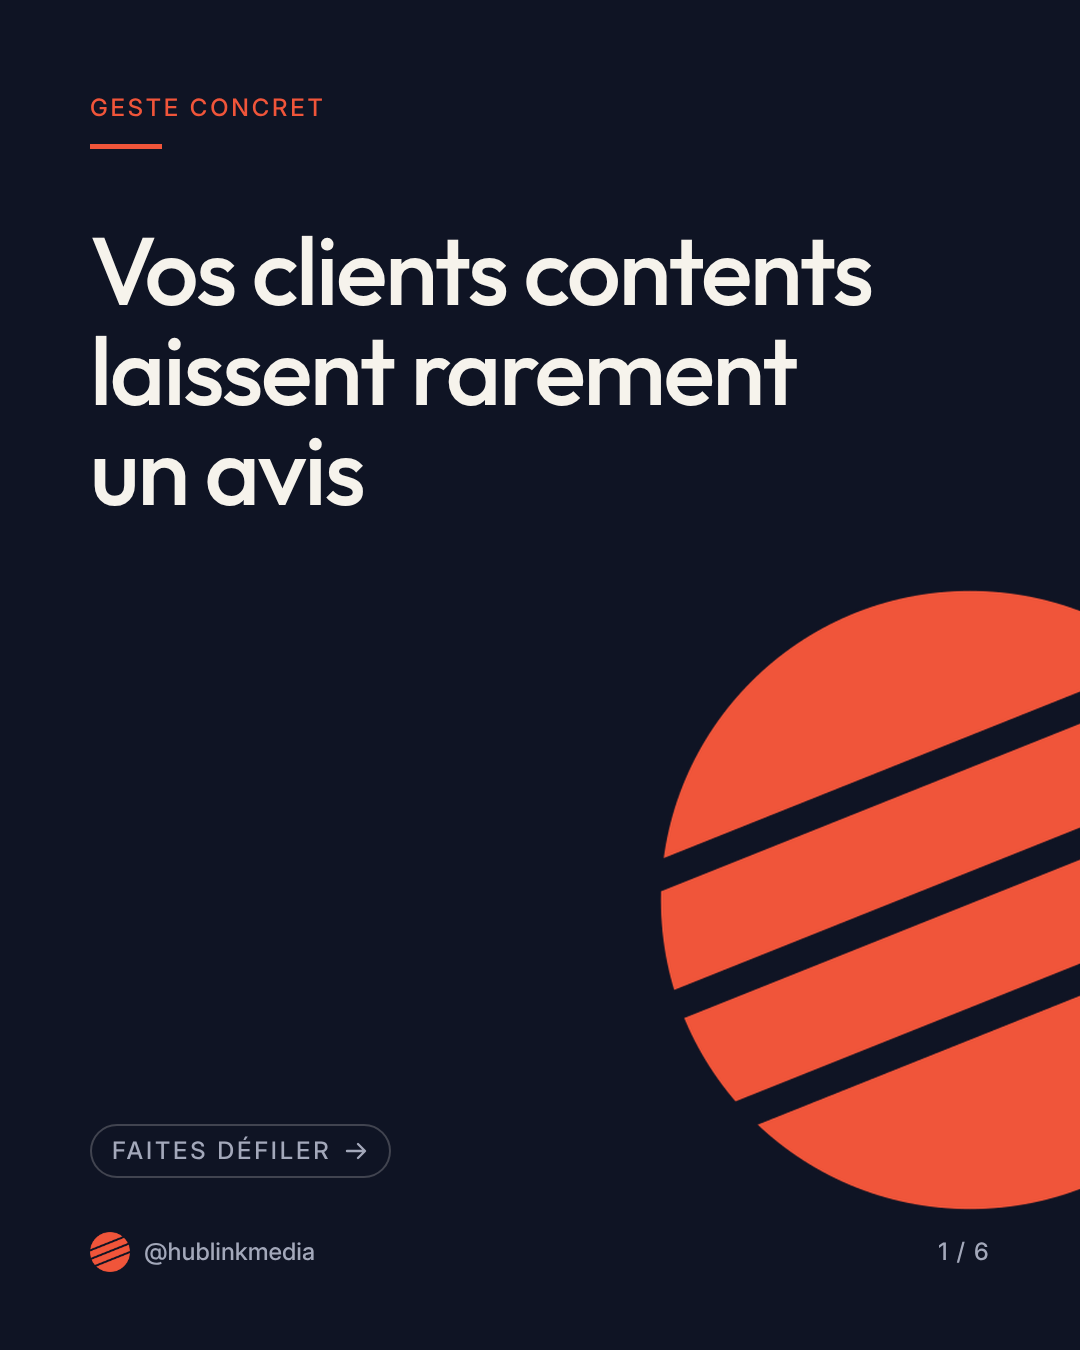 GESTE CONCRET
Vos clients contents
laissent rarement
un avis
FAITES DÉFILER →
@hublinkmedia
1 / 6